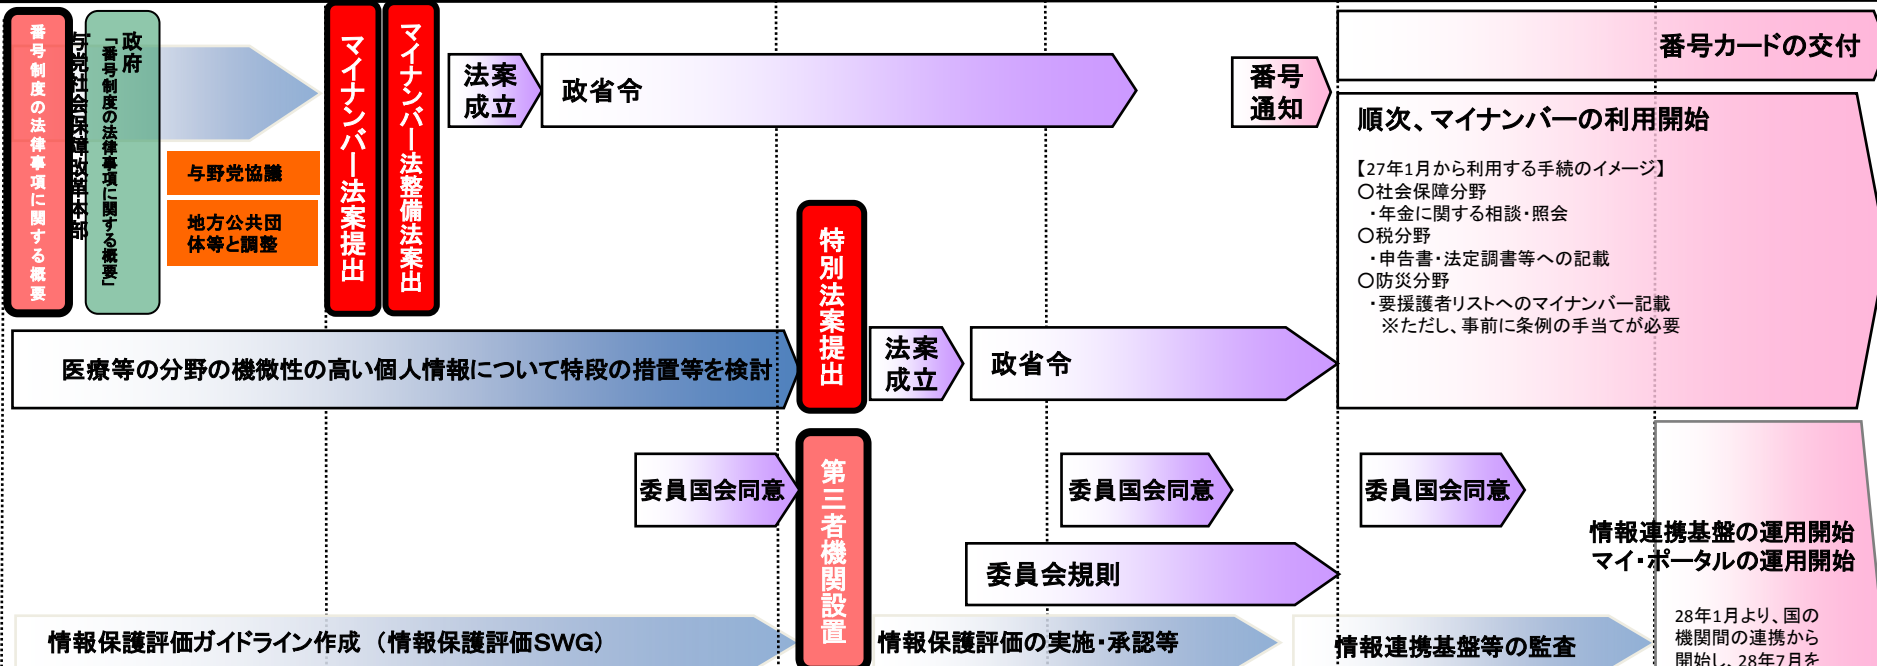 番号制度の法律事項に関する概要
与党社会保障改革本部
政府
「番号制度の法律事項に関する概要」
与野党協議
地方公共団
体等と調整
マイナンバー法案提出
マイナンバー法整備法案出
法案
成立
政省令
番号
通知
番号カードの交付
順次、マイナンバーの利用開始
【27年1月から利用する手続のイメージ】
○社会保障分野
・年金に関する相談・照会
○税分野
・申告書・法定調書等への記載
○防災分野
・要援護者リストへのマイナンバー記載
※ただし、事前に条例の手当てが必要
医療等の分野の機微性の高い個人情報について特段の措置等を検討
特別法案提出
法案
成立
政省令
委員国会同意
第三者機関設置
委員国会同意
委員国会同意
委員会規則
情報連携基盤の運用開始
マイ・ポータルの運用開始
情報保護評価ガイドライン作成（情報保護評価SWG）
情報保護評価の実施・承認等
情報連携基盤等の監査
28年1月より、国の
機関間の連携から
開始し、28年7月を